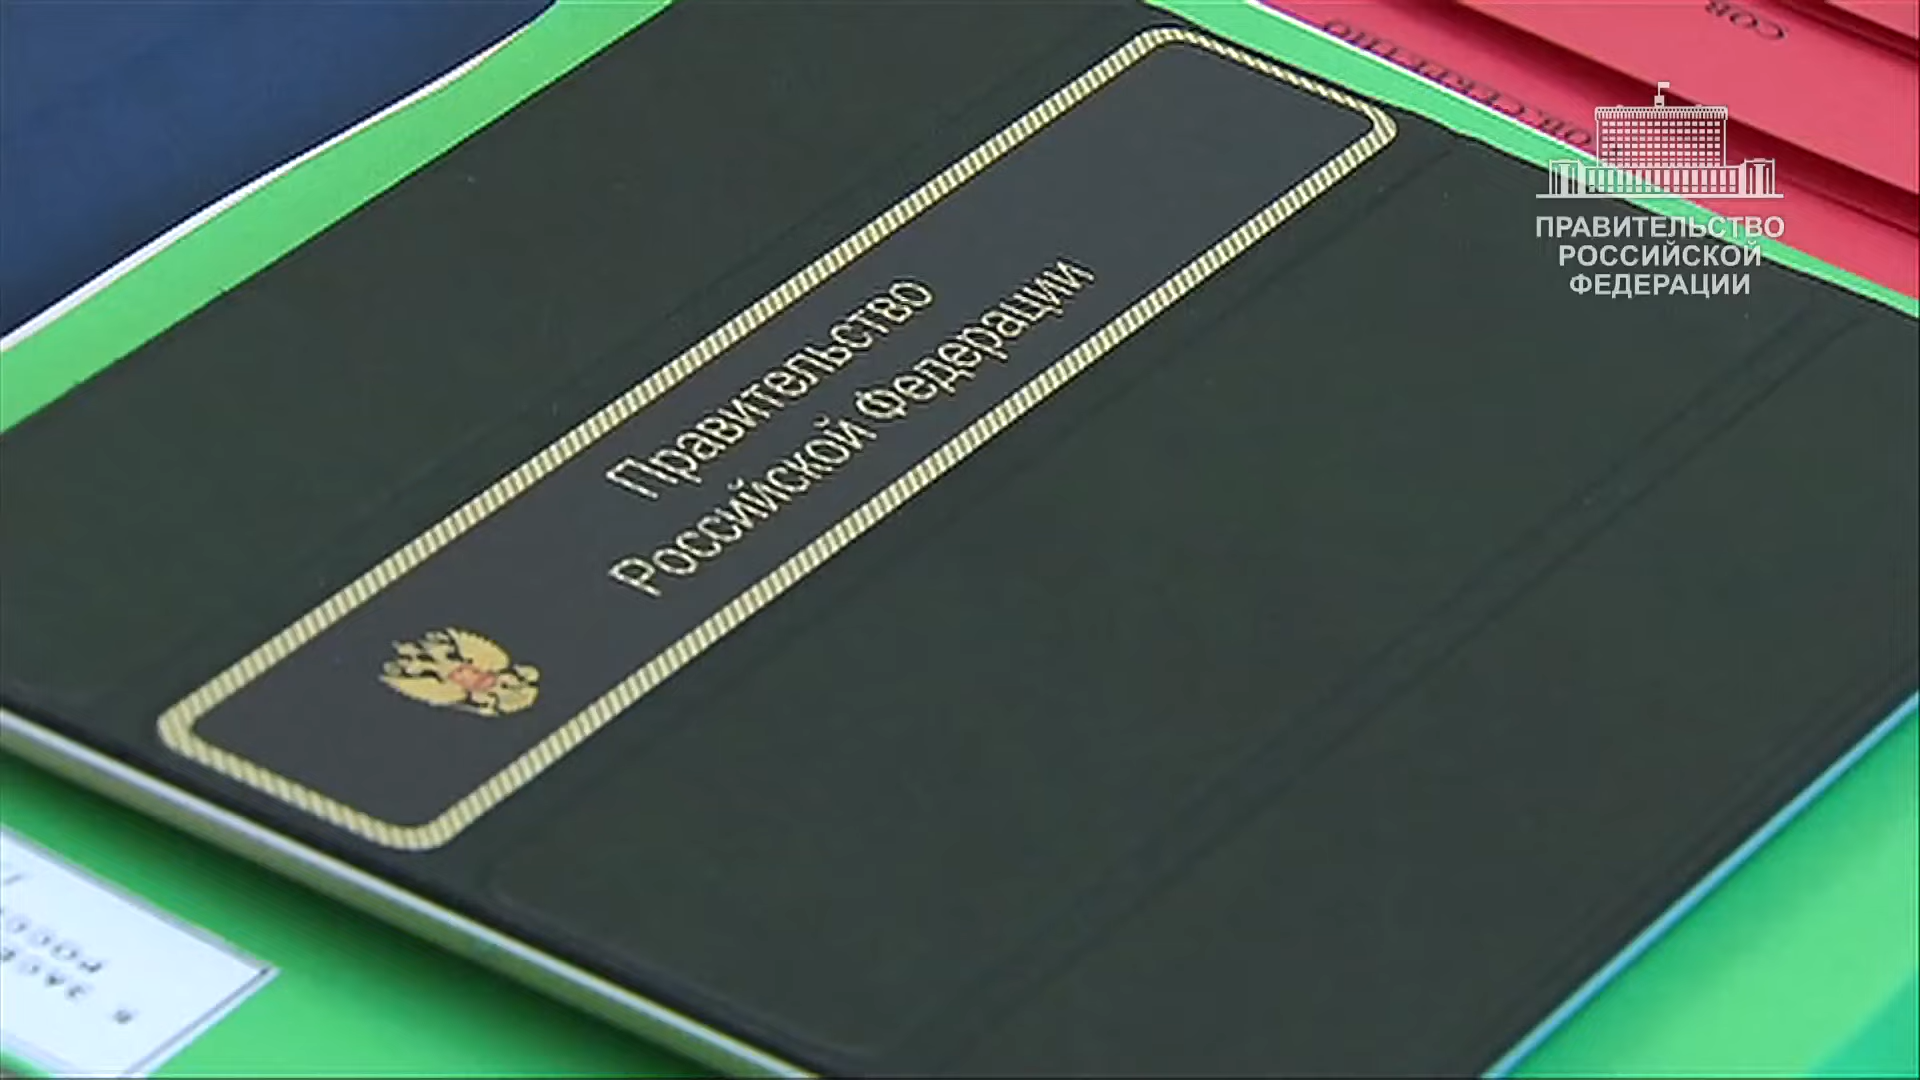 Правительство
Российской Федерации
ПРАВИТЕЛЬСТВО
РОССИЙСКОЙ
ФЕДЕРАЦИИ